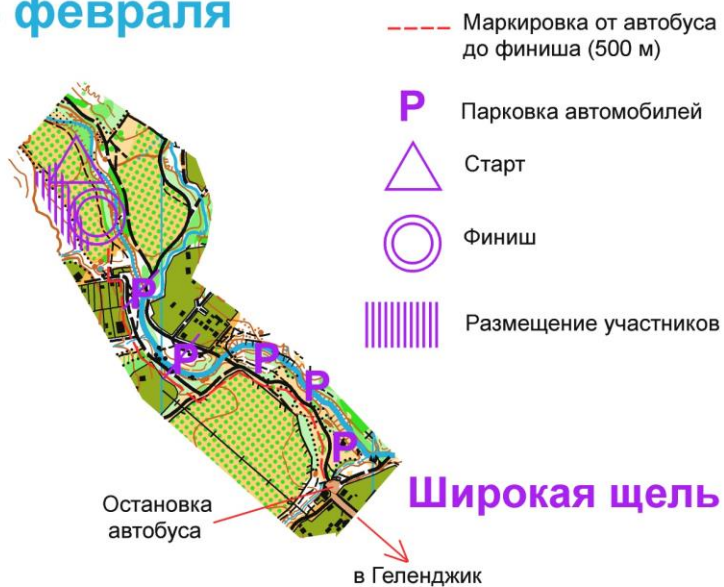 февраля
Маркировка от автобуса
до финиша (500 м)
Р Парковка автомобилей
Старт
Финиш
Размещение участников
Р
Р
Р
Р
Р
Широкая щель
Остановка
автобуса
в Геленджик